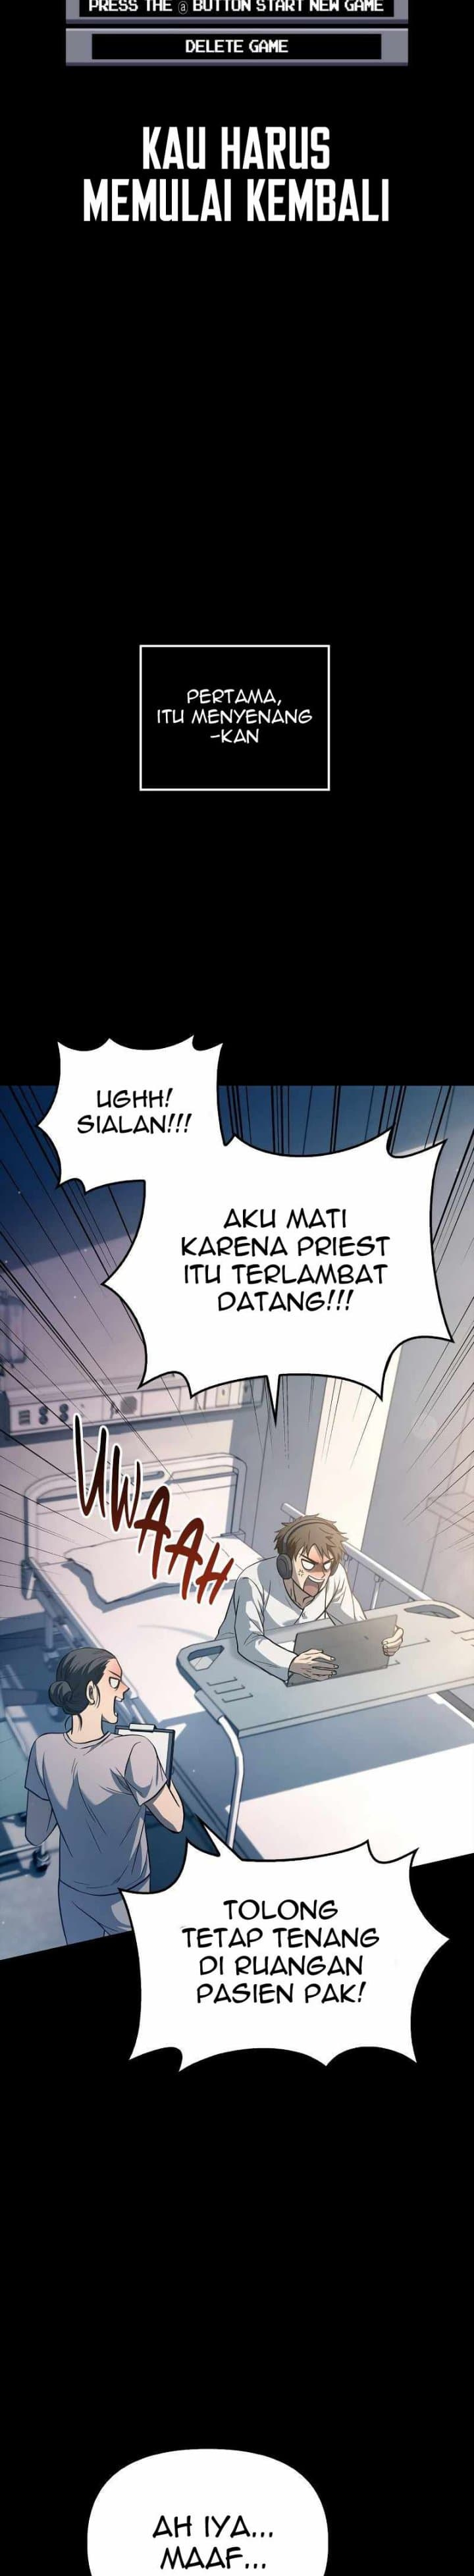 PRESS THE @ BUTTON START NEW GAME
DELETE GAME
KAU HARUS
MEMULAI KEMBALI
PERTAMA,
ITU MENYENANG
-KAN
UGHH!
SIALAN!!!
AKU MATI
KARENA PRIEST
ITU TERLAMBAT
DATANG!!!
UWAAH
TOLONG
TETAP TENANG
DI RUANGAN
PASIEN PAK!
AH IYA...
MAAF...